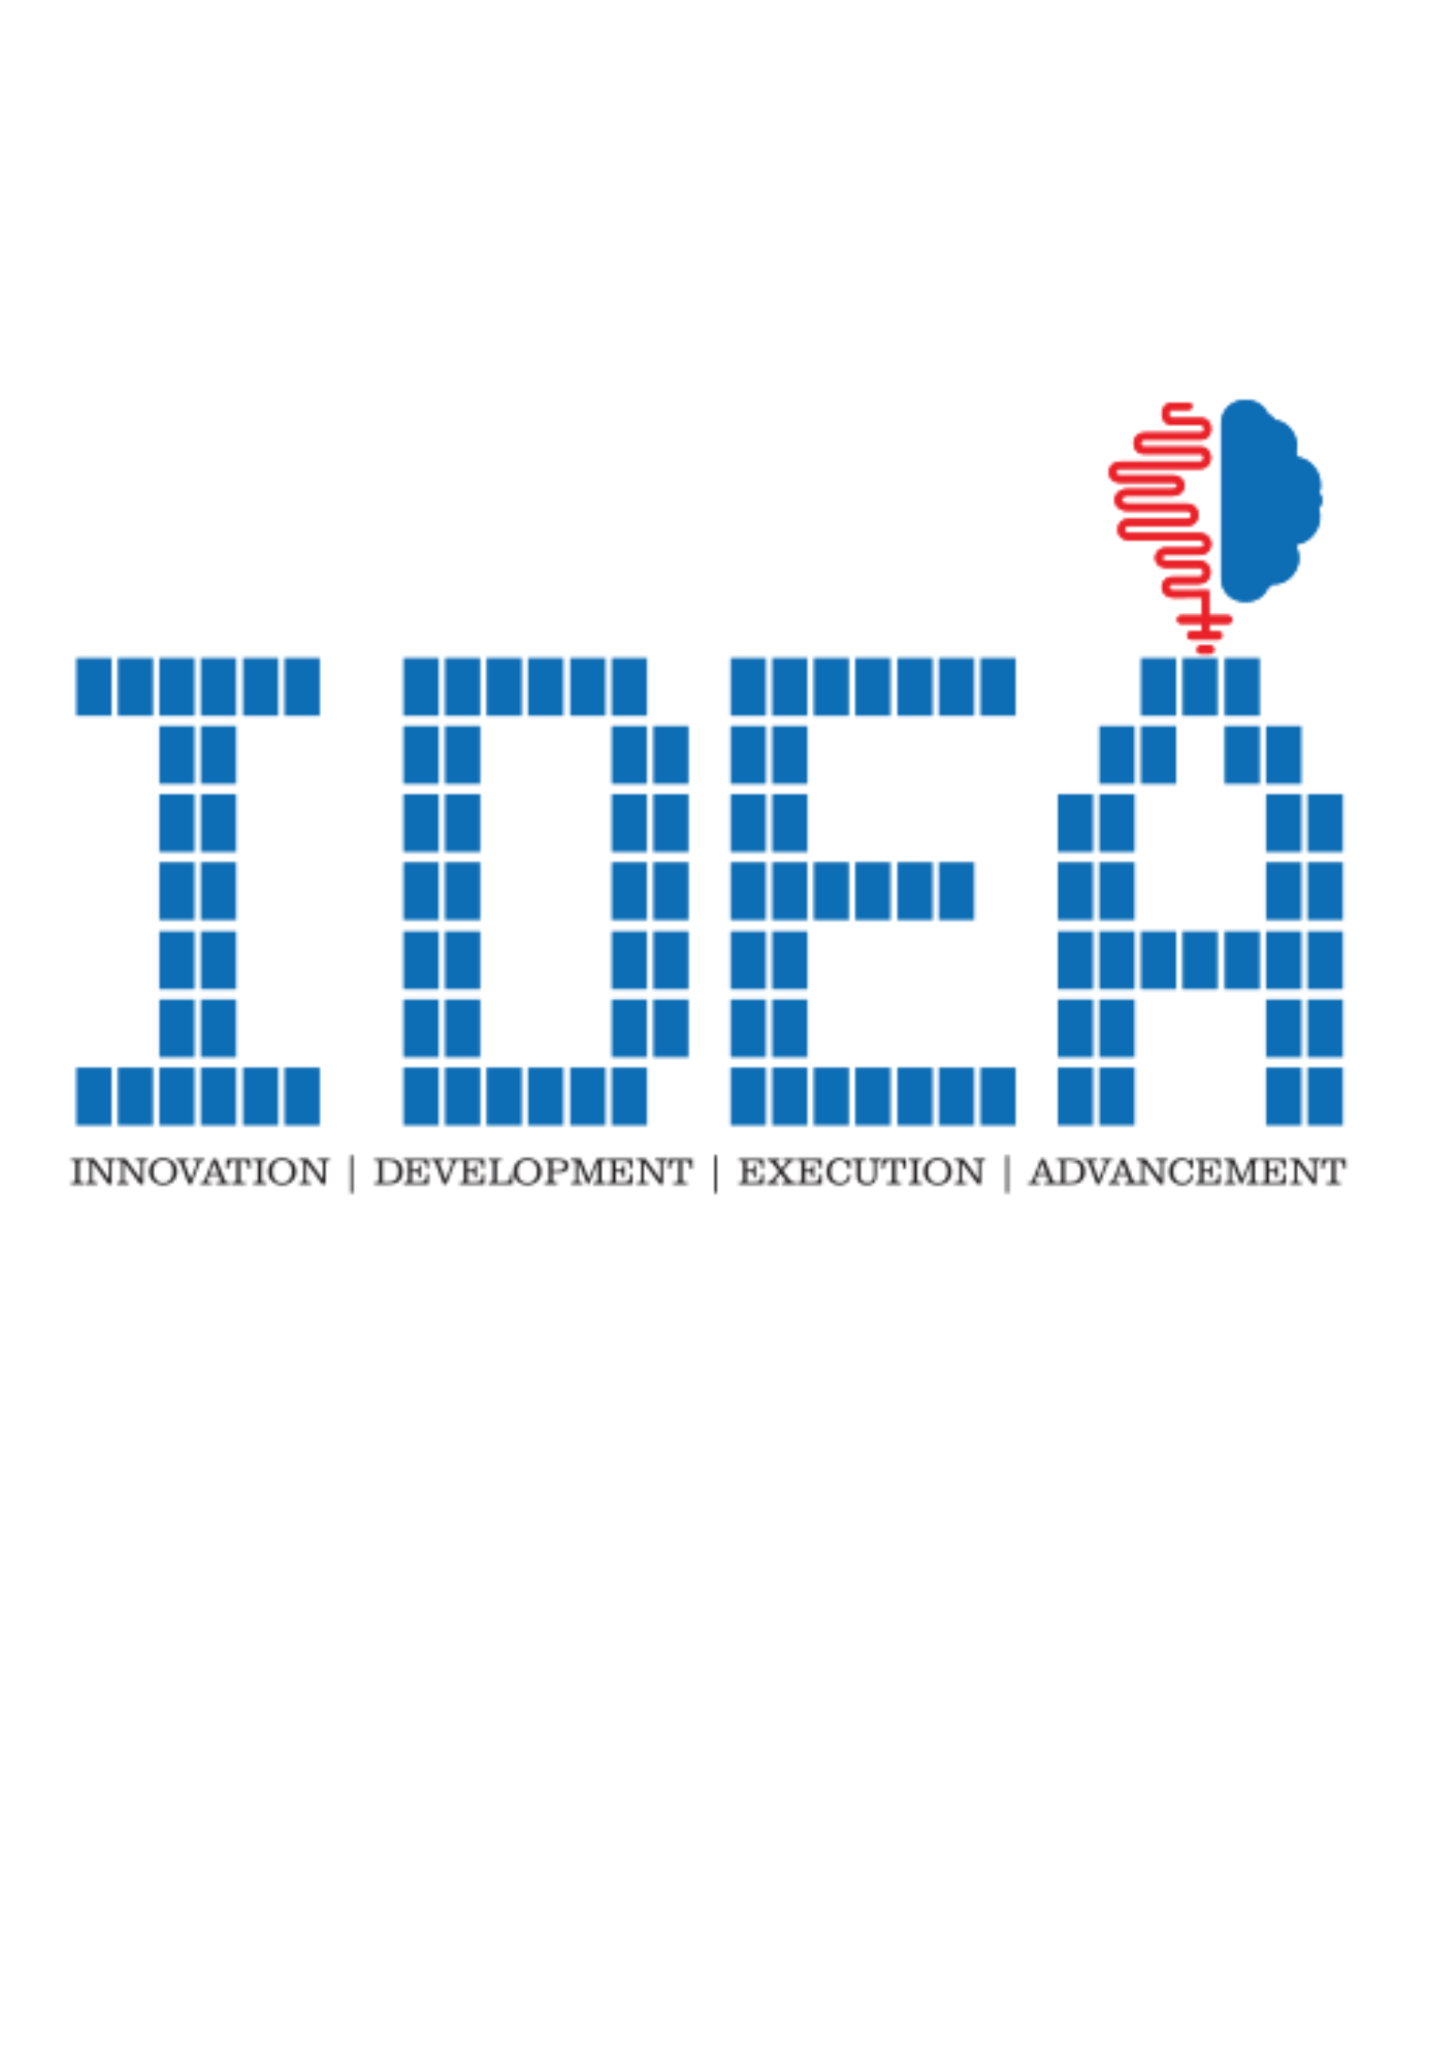 IDEA
INNOVATION | DEVELOPMENT | EXECUTION | ADVANCEMENT